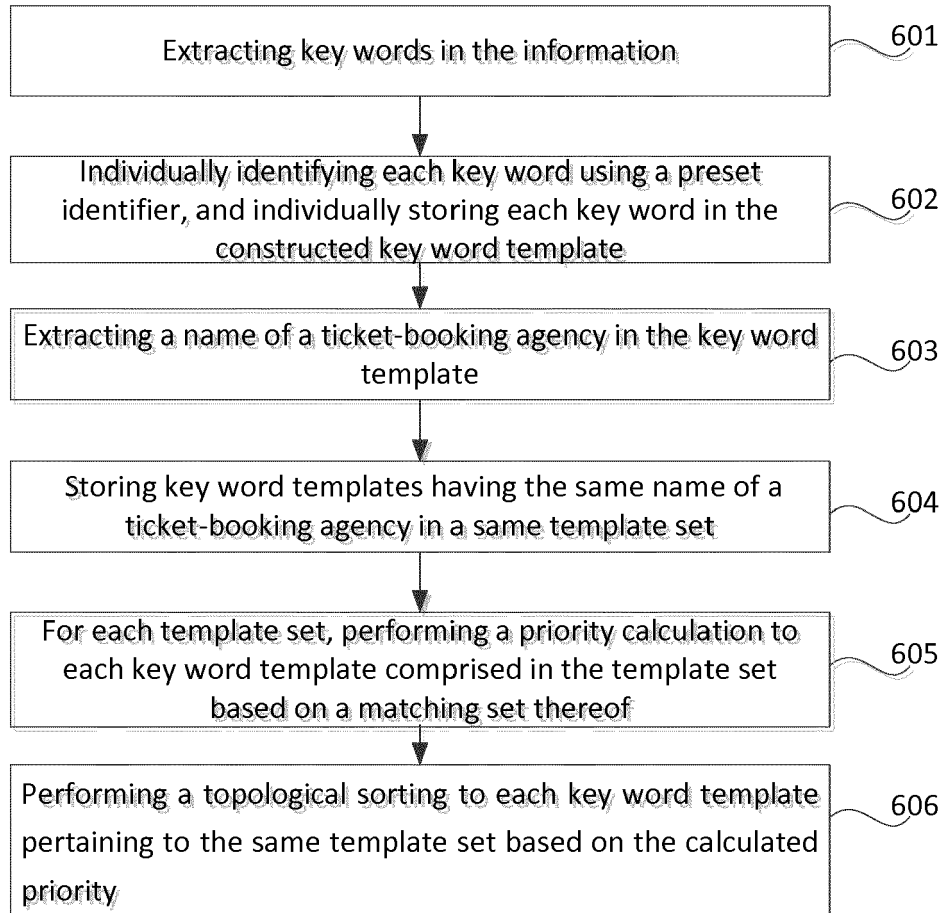 Extracting key words in the information
601
Individually identifying each key word using a preset
identifier, and individually storing each key word in the
constructed key word template
602
Extracting a name of a ticket-booking agency in the key word
template
603
Storing key word templates having the same name of a
ticket-booking agency in a same template set
604
For each template set, performing a priority calculation to
each key word template comprised in the template set
based on a matching set thereof
605
Performing a topological sorting to each key word template
pertaining to the same template set based on the calculated
priority
606